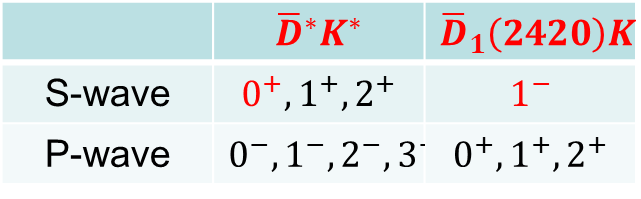 D̅*K* D̅₁(2420)K
S-wave 0⁺, 1⁺, 2⁺ 1⁻
P-wave 0⁻, 1⁻, 2⁻, 3⁻ 0⁺, 1⁺, 2⁺